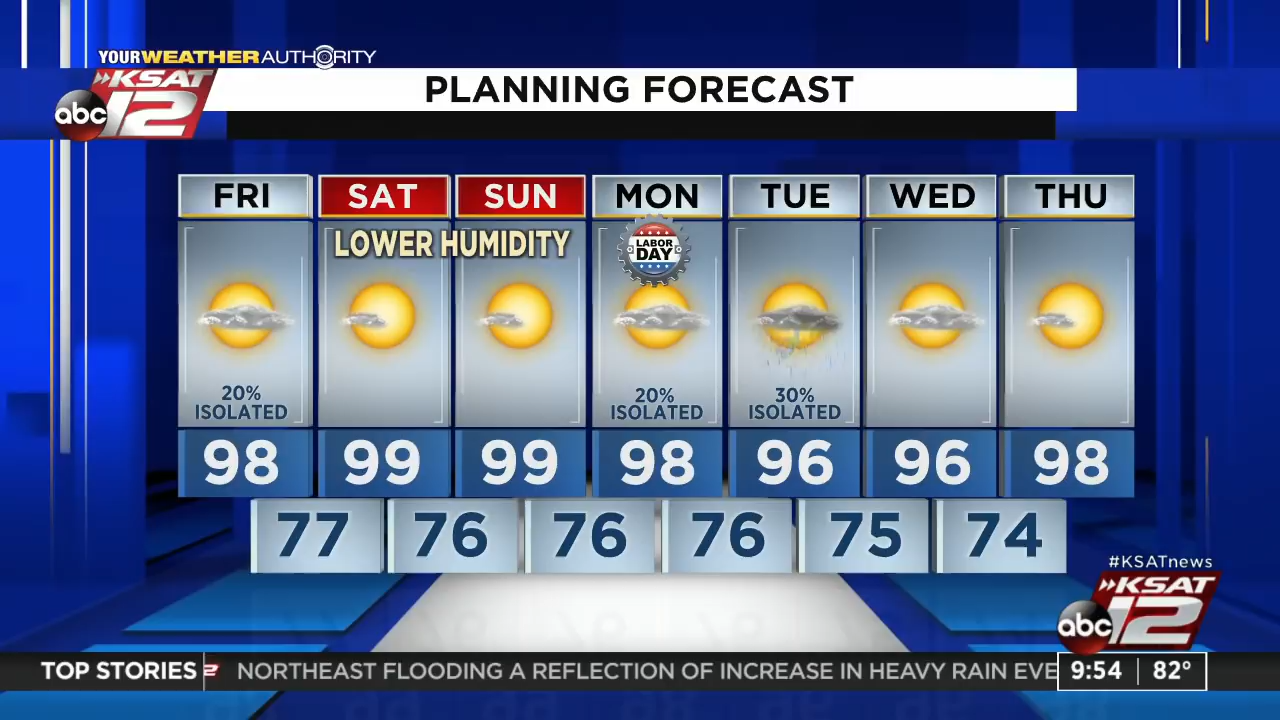 YOUR WEATHER AUTHORITY
KSAT
abc 12
PLANNING FORECAST
FRI SAT SUN MON TUE WED THU
LOWER HUMIDITY
LABOR
DAY
20% 20% 30%
ISOLATED ISOLATED ISOLATED
98 99 99 98 96 96 98
77 76 76 76 75 74
#KSATnews
KSAT
abc 12
TOP STORIES 12 NORTHEAST FLOODING A REFLECTION OF INCREASE IN HEAVY RAIN EVE 9:54 82°